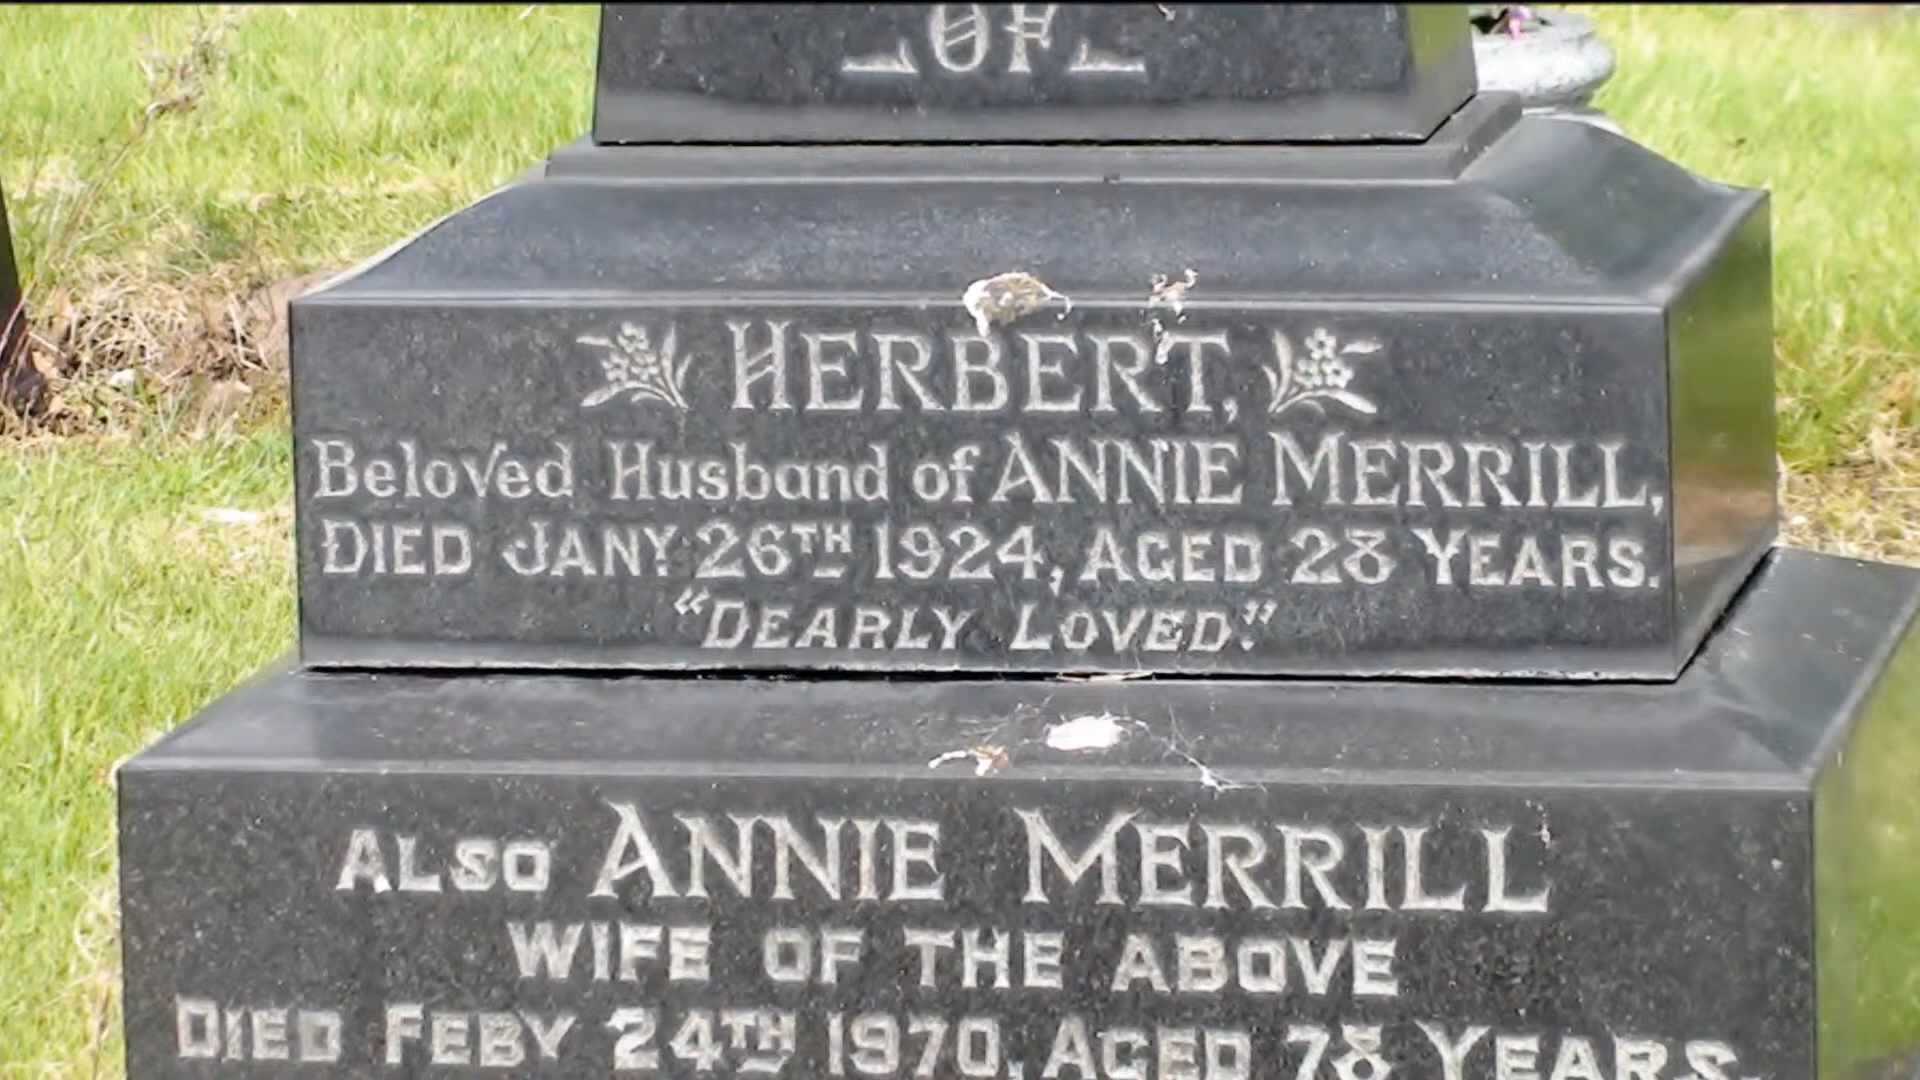 OF
HERBERT,
Beloved Husband of ANNIE MERRILL,
DIED JANY. 26TH 1924, AGED 28 YEARS.
"DEARLY LOVED."
ALSO ANNIE MERRILL
WIFE OF THE ABOVE
DIED FEBY 24TH 1970, AGED 78 YEARS.